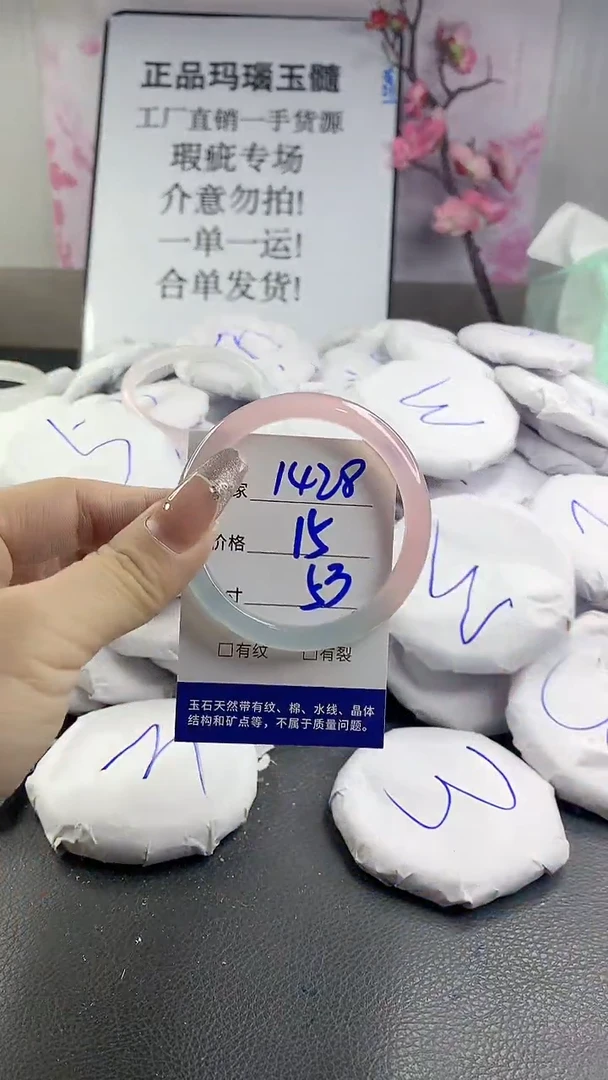 正品玛瑙玉髓
工厂直销一手货源
瑕疵专场
介意勿拍!
一单一运!
合单发货!
家 1428
价格 15
寸 53
□有纹 □有裂
玉石天然带有纹、棉、水线、晶体
结构和矿点等，不属于质量问题。
3